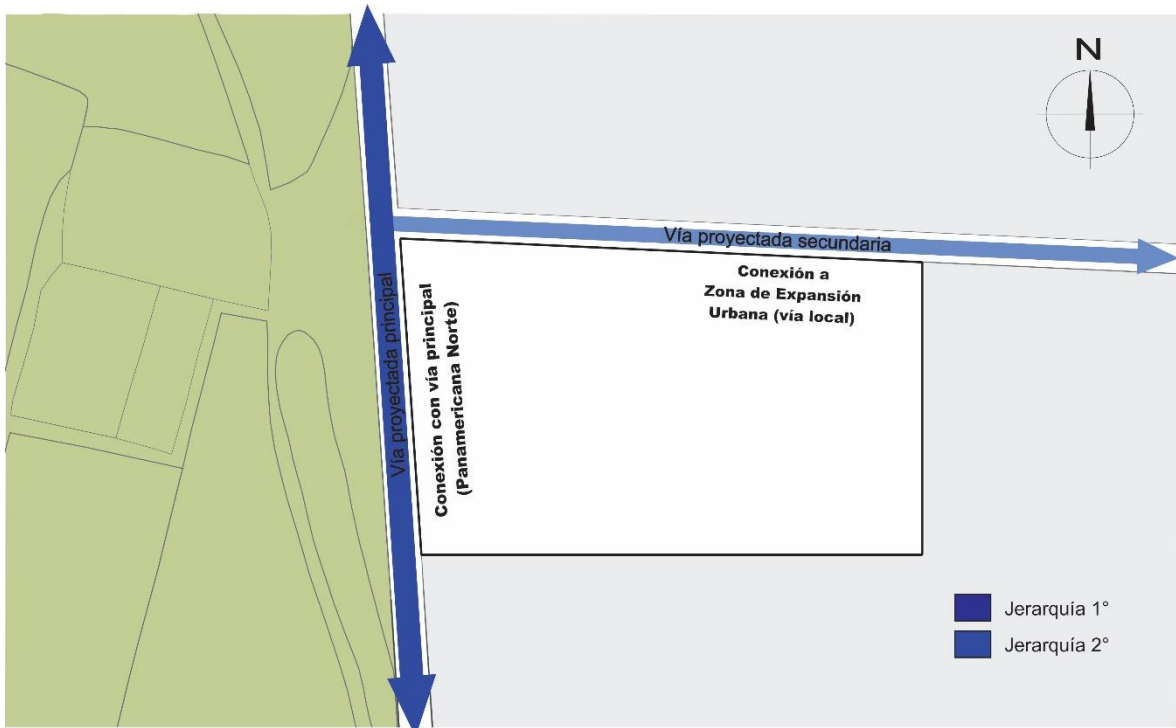 N
Vía proyectada secundaria
Conexión a
Zona de Expansión
Urbana (vía local)
Vía proyectada principal
Conexión con vía principal
(Panamericana Norte)
Jerarquía 1°
Jerarquía 2°